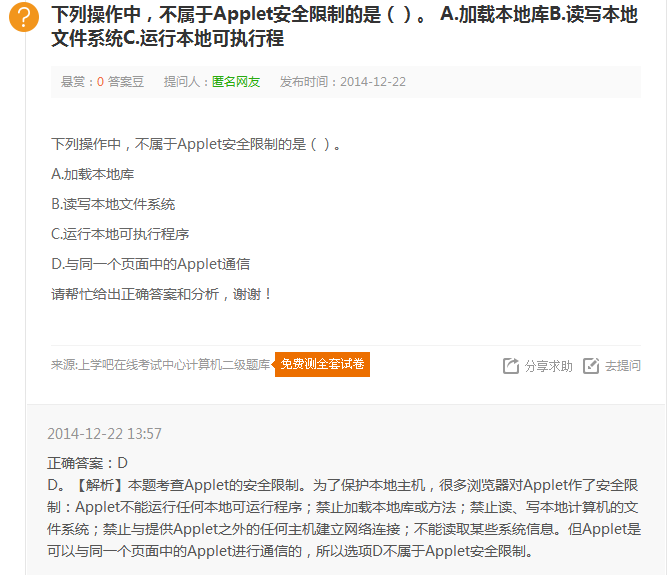 下列操作中，不属于Applet安全限制的是（ ）。 A.加载本地库B.读写本地
文件系统C.运行本地可执行程
悬赏：0 答案豆 提问人：匿名网友 发布时间：2014-12-22
下列操作中，不属于Applet安全限制的是（ ）。
A.加载本地库
B.读写本地文件系统
C.运行本地可执行程序
D.与同一个页面中的Applet通信
请帮忙给出正确答案和分析，谢谢！
来源:上学吧在线考试中心计算机二级题库 免费测全套试卷 分享求助 去提问
2014-12-22 13:57
正确答案：D
D。【解析】本题考查Applet的安全限制。为了保护本地主机，很多浏览器对Applet作了安全限
制：Applet不能运行任何本地可运行程序；禁止加载本地库或方法；禁止读、写本地计算机的文
件系统；禁止与提供Applet之外的任何主机建立网络连接；不能读取某些系统信息。但Applet是
可以与同一个页面中的Applet进行通信的，所以选项D不属于Applet安全限制。